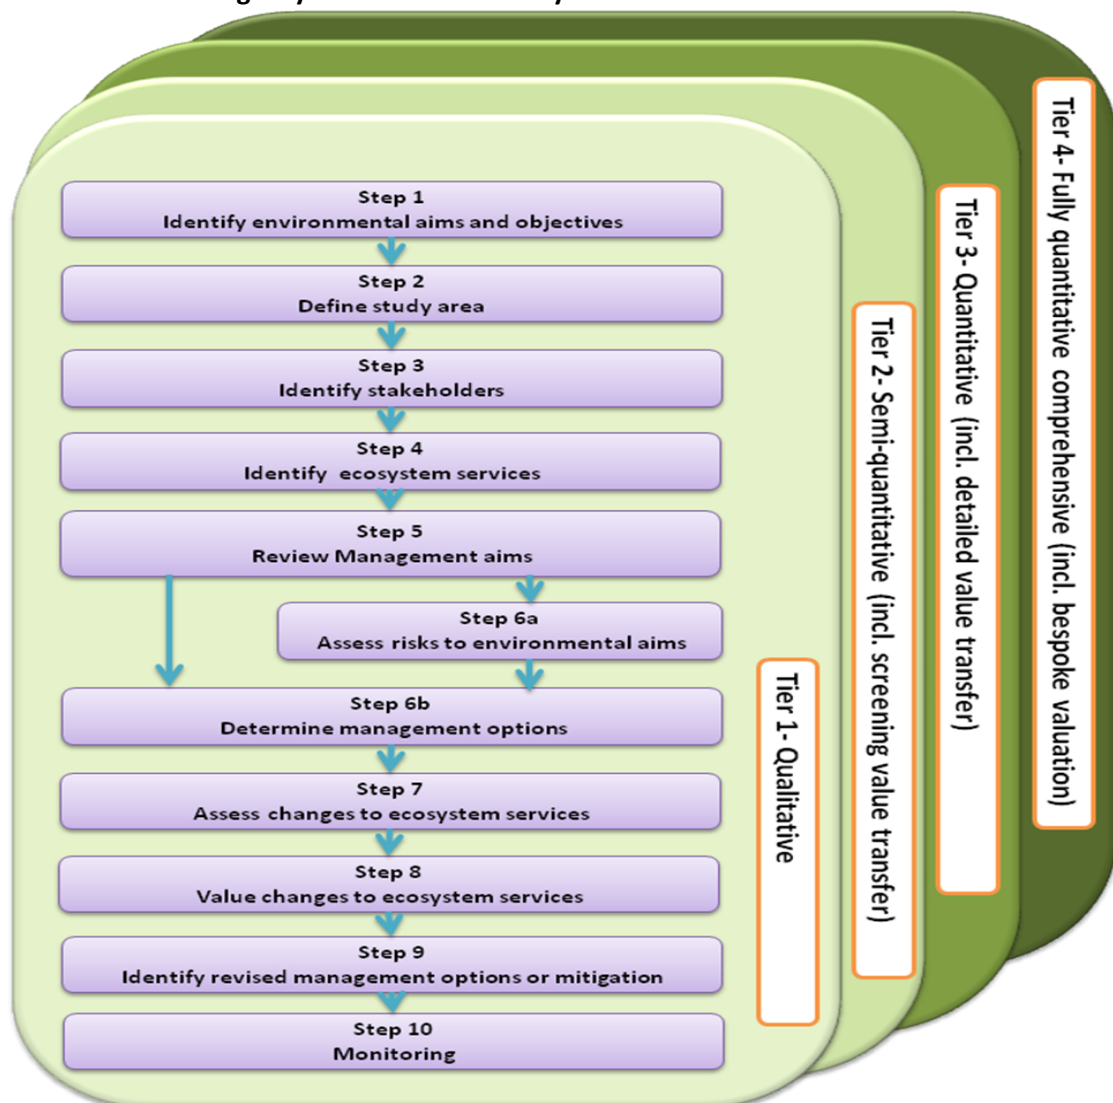 Step 1
Identify environmental aims and objectives
Step 2
Define study area
Step 3
Identify stakeholders
Step 4
Identify ecosystem services
Step 5
Review Management aims
Step 6a
Assess risks to environmental aims
Step 6b
Determine management options
Step 7
Assess changes to ecosystem services
Step 8
Value changes to ecosystem services
Step 9
Identify revised management options or mitigation
Step 10
Monitoring
Tier 1- Qualitative
Tier 2- Semi-quantitative (incl. screening value transfer)
Tier 3- Quantitative (incl. detailed value transfer)
Tier 4- Fully quantitative comprehensive (incl. bespoke valuation)